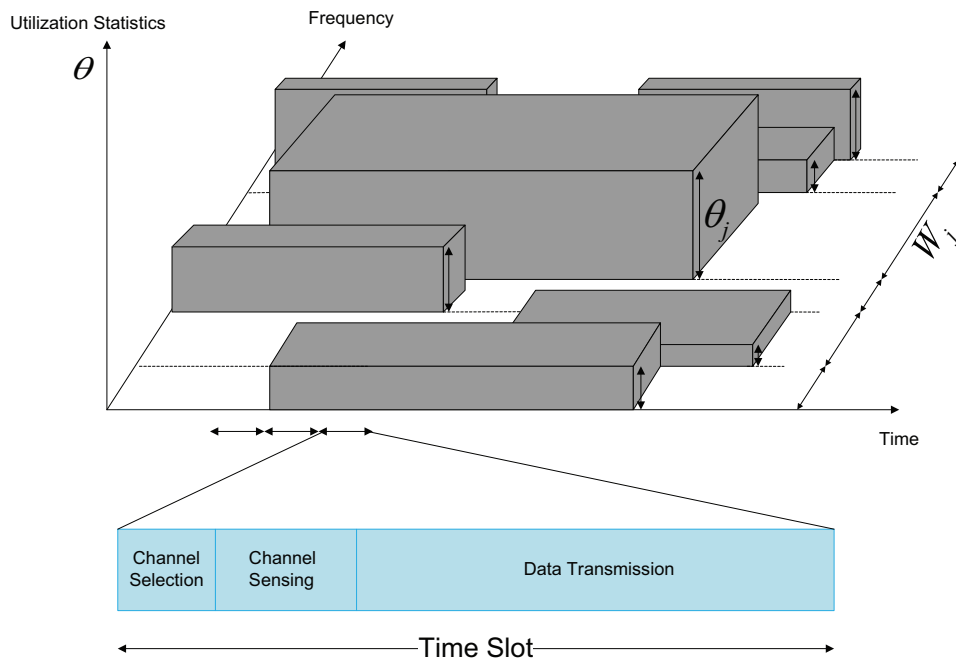 Utilization Statistics
Frequency
θ
θj
Wj
Time
Channel
Selection
Channel
Sensing
Data Transmission
Time Slot